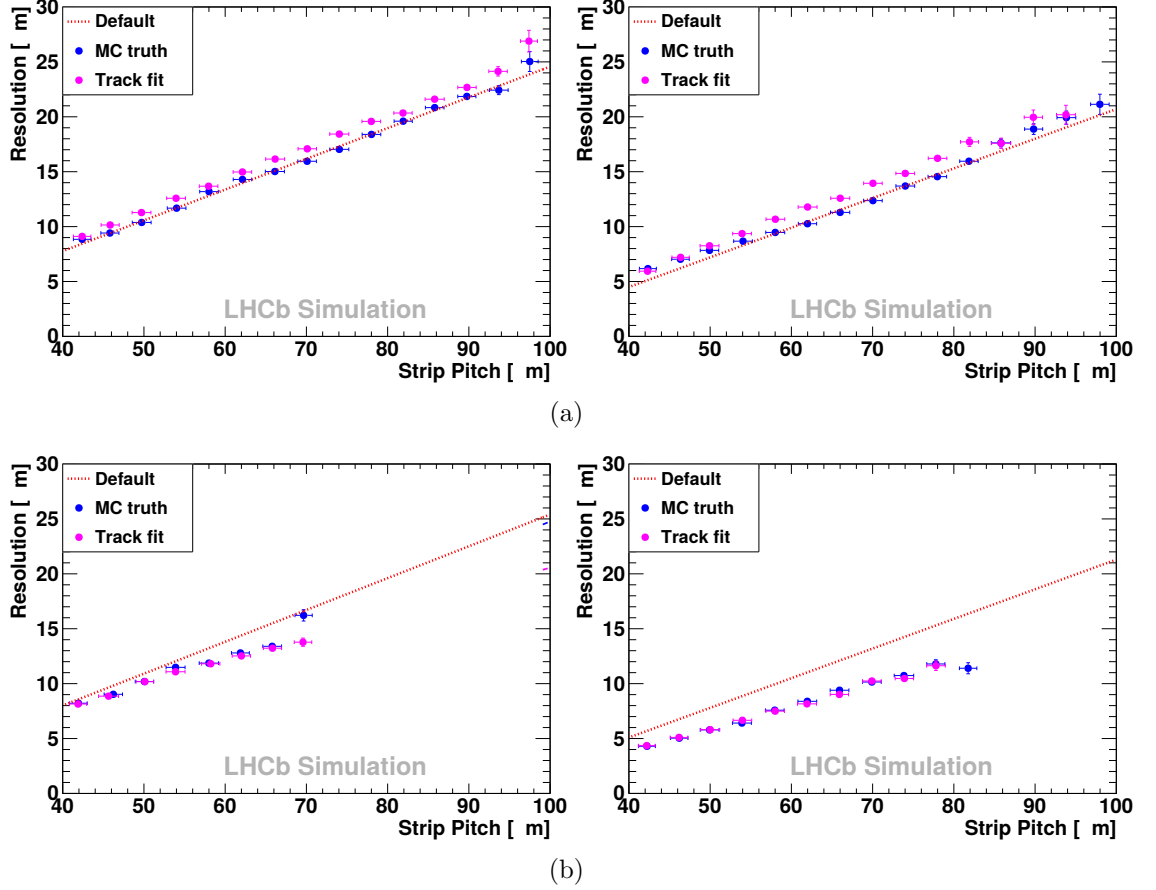 Resolution [ m]
30
25
20
15
10
5
0
Default
MC truth
Track fit
LHCb Simulation
40 50 60 70 80 90 100
Strip Pitch [ m]
Resolution [ m]
30
25
20
15
10
5
0
Default
MC truth
Track fit
LHCb Simulation
40 50 60 70 80 90 100
Strip Pitch [ m]
(a)
Resolution [ m]
30
25
20
15
10
5
0
Default
MC truth
Track fit
LHCb Simulation
40 50 60 70 80 90 100
Strip Pitch [ m]
Resolution [ m]
30
25
20
15
10
5
0
Default
MC truth
Track fit
LHCb Simulation
40 50 60 70 80 90 100
Strip Pitch [ m]
(b)